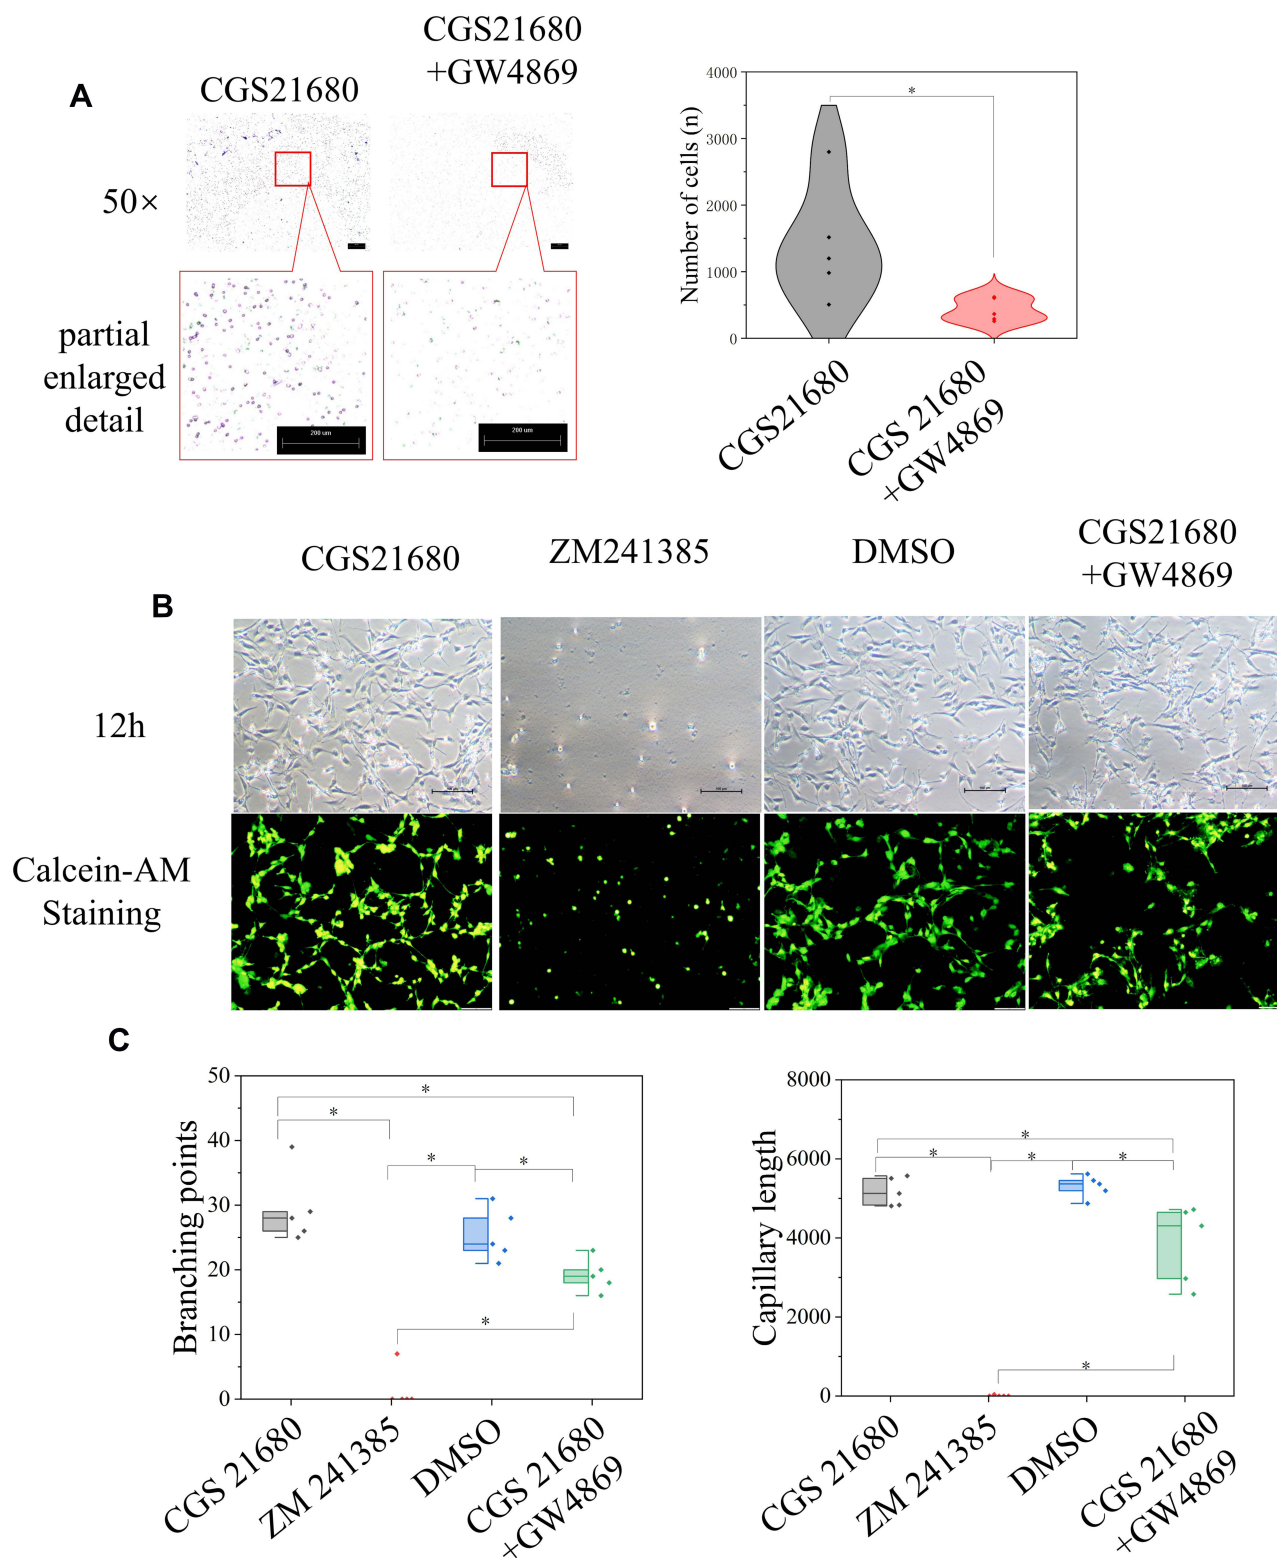 A
CGS21680
CGS21680
+GW4869
50×
partial
enlarged
detail
200 um
200 um
4000
3000
2000
1000
0
Number of cells (n)
*
CGS21680
CGS 21680
+GW4869
B
CGS21680
ZM241385
DMSO
CGS21680
+GW4869
12h
Calcein-AM
Staining
C
50
40
30
20
10
0
Branching points
*
*
*
*
*
CGS 21680
ZM 241385
DMSO
CGS 21680
+GW4869
8000
6000
4000
2000
0
Capillary length
*
*
*
*
*
CGS 21680
ZM 241385
DMSO
CGS 21680
+GW4869